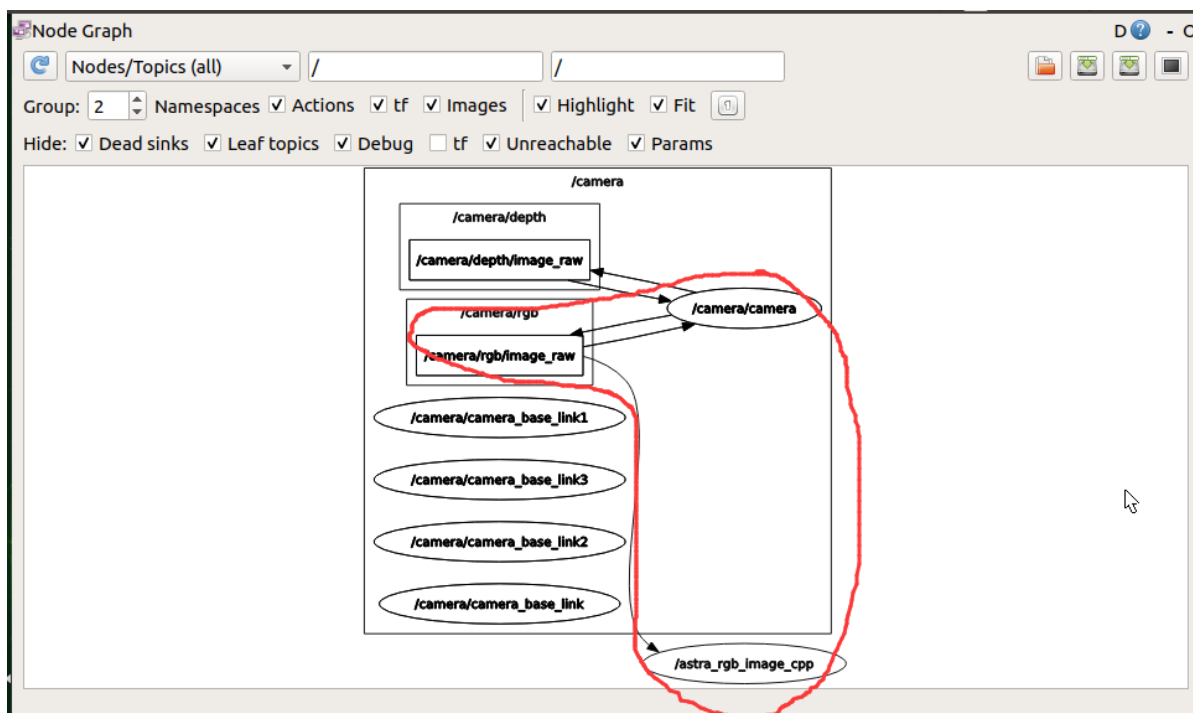 Node Graph D - C
Nodes/Topics (all) / /
Group: 2 Namespaces Actions tf Images Highlight Fit
Hide: Dead sinks Leaf topics Debug tf Unreachable Params
/camera
/camera/depth
/camera/depth/image_raw
/camera/camera
/camera/rgb
/camera/rgb/image_raw
/camera/camera_base_link1
/camera/camera_base_link3
/camera/camera_base_link2
/camera/camera_base_link
/astra_rgb_image_cpp